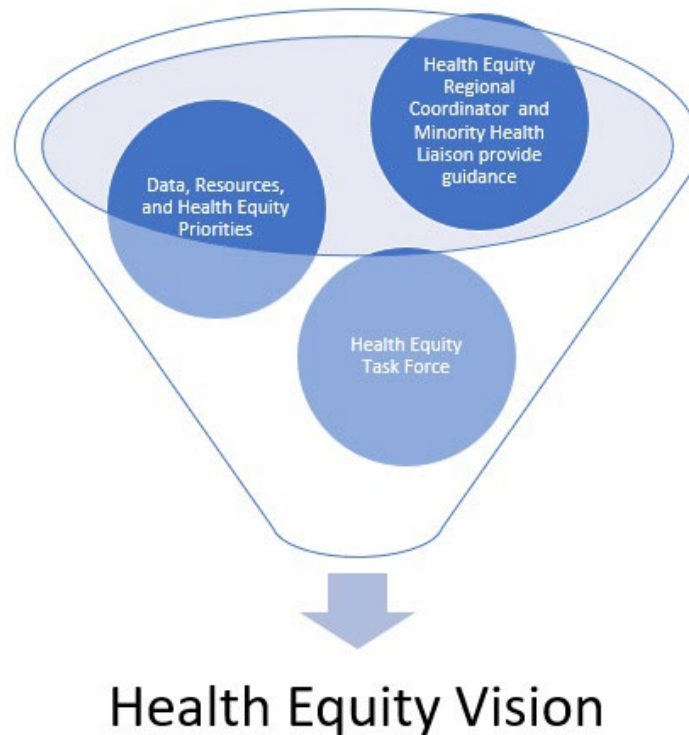 Health Equity
Regional
Coordinator and
Minority Health
Liaison provide
guidance
Data, Resources,
and Health Equity
Priorities
Health Equity
Task Force
Health Equity Vision